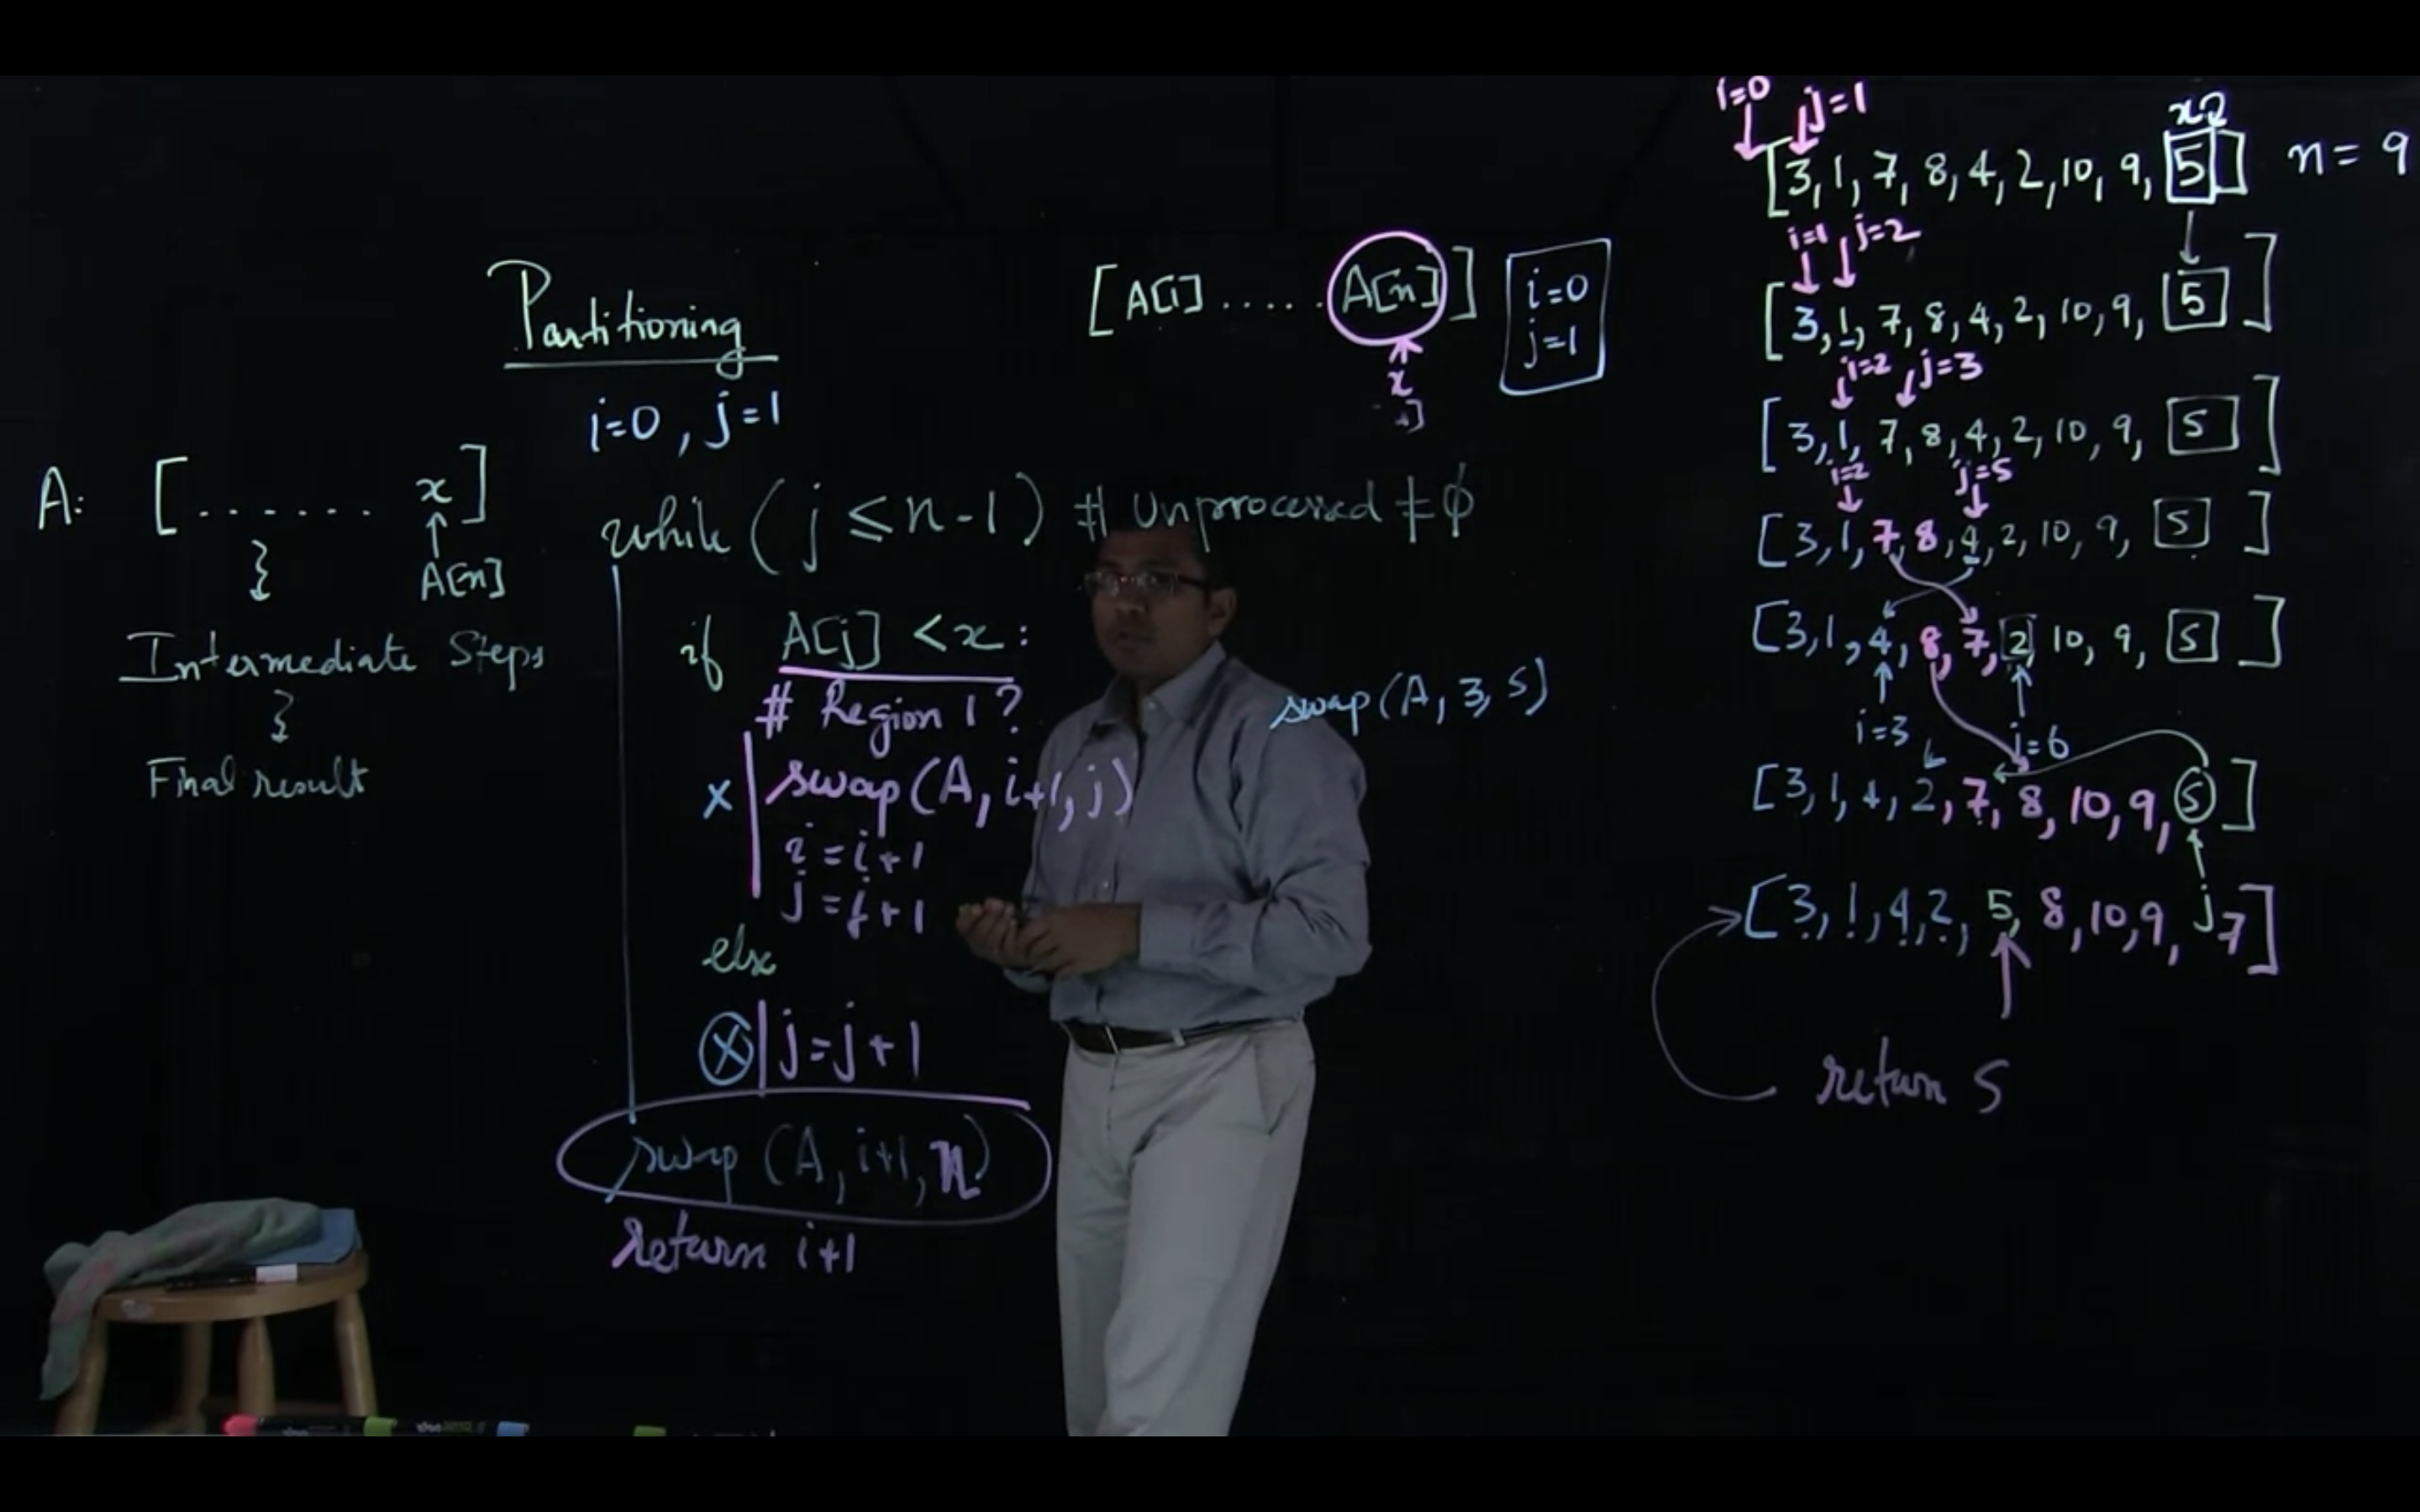 Partitioning
i=0, j=1
A: [....... x]
A[n]
Intermediate Steps
Final result
while (j ≤ n-1) # Unprocessed ≠ ϕ
if A[j] < x:
# Region 1?
x swap(A, i+1, j)
i = i+1
j = j+1
else
x j = j+1
swap (A, i+1, n)
return i+1
[A[1] ..... A[n]]
x
i=0
j=1
swap(A, 3, 5)
i=0 j=1
[3, 1, 7, 8, 4, 2, 10, 9, 5] n = 9
i=1 j=2
[3, 1, 7, 8, 4, 2, 10, 9, 5]
i=2 j=3
[3, 1, 7, 8, 4, 2, 10, 9, 5]
i=2 j=5
[3, 1, 7, 8, 4, 2, 10, 9, 5]
[3, 1, 4, 8, 7, 2, 10, 9, 5]
i=3 j=6
[3, 1, 4, 2, 7, 8, 10, 9, 5]
j
[3, 1, 4, 2, 5, 8, 10, 9, 7]
return 5